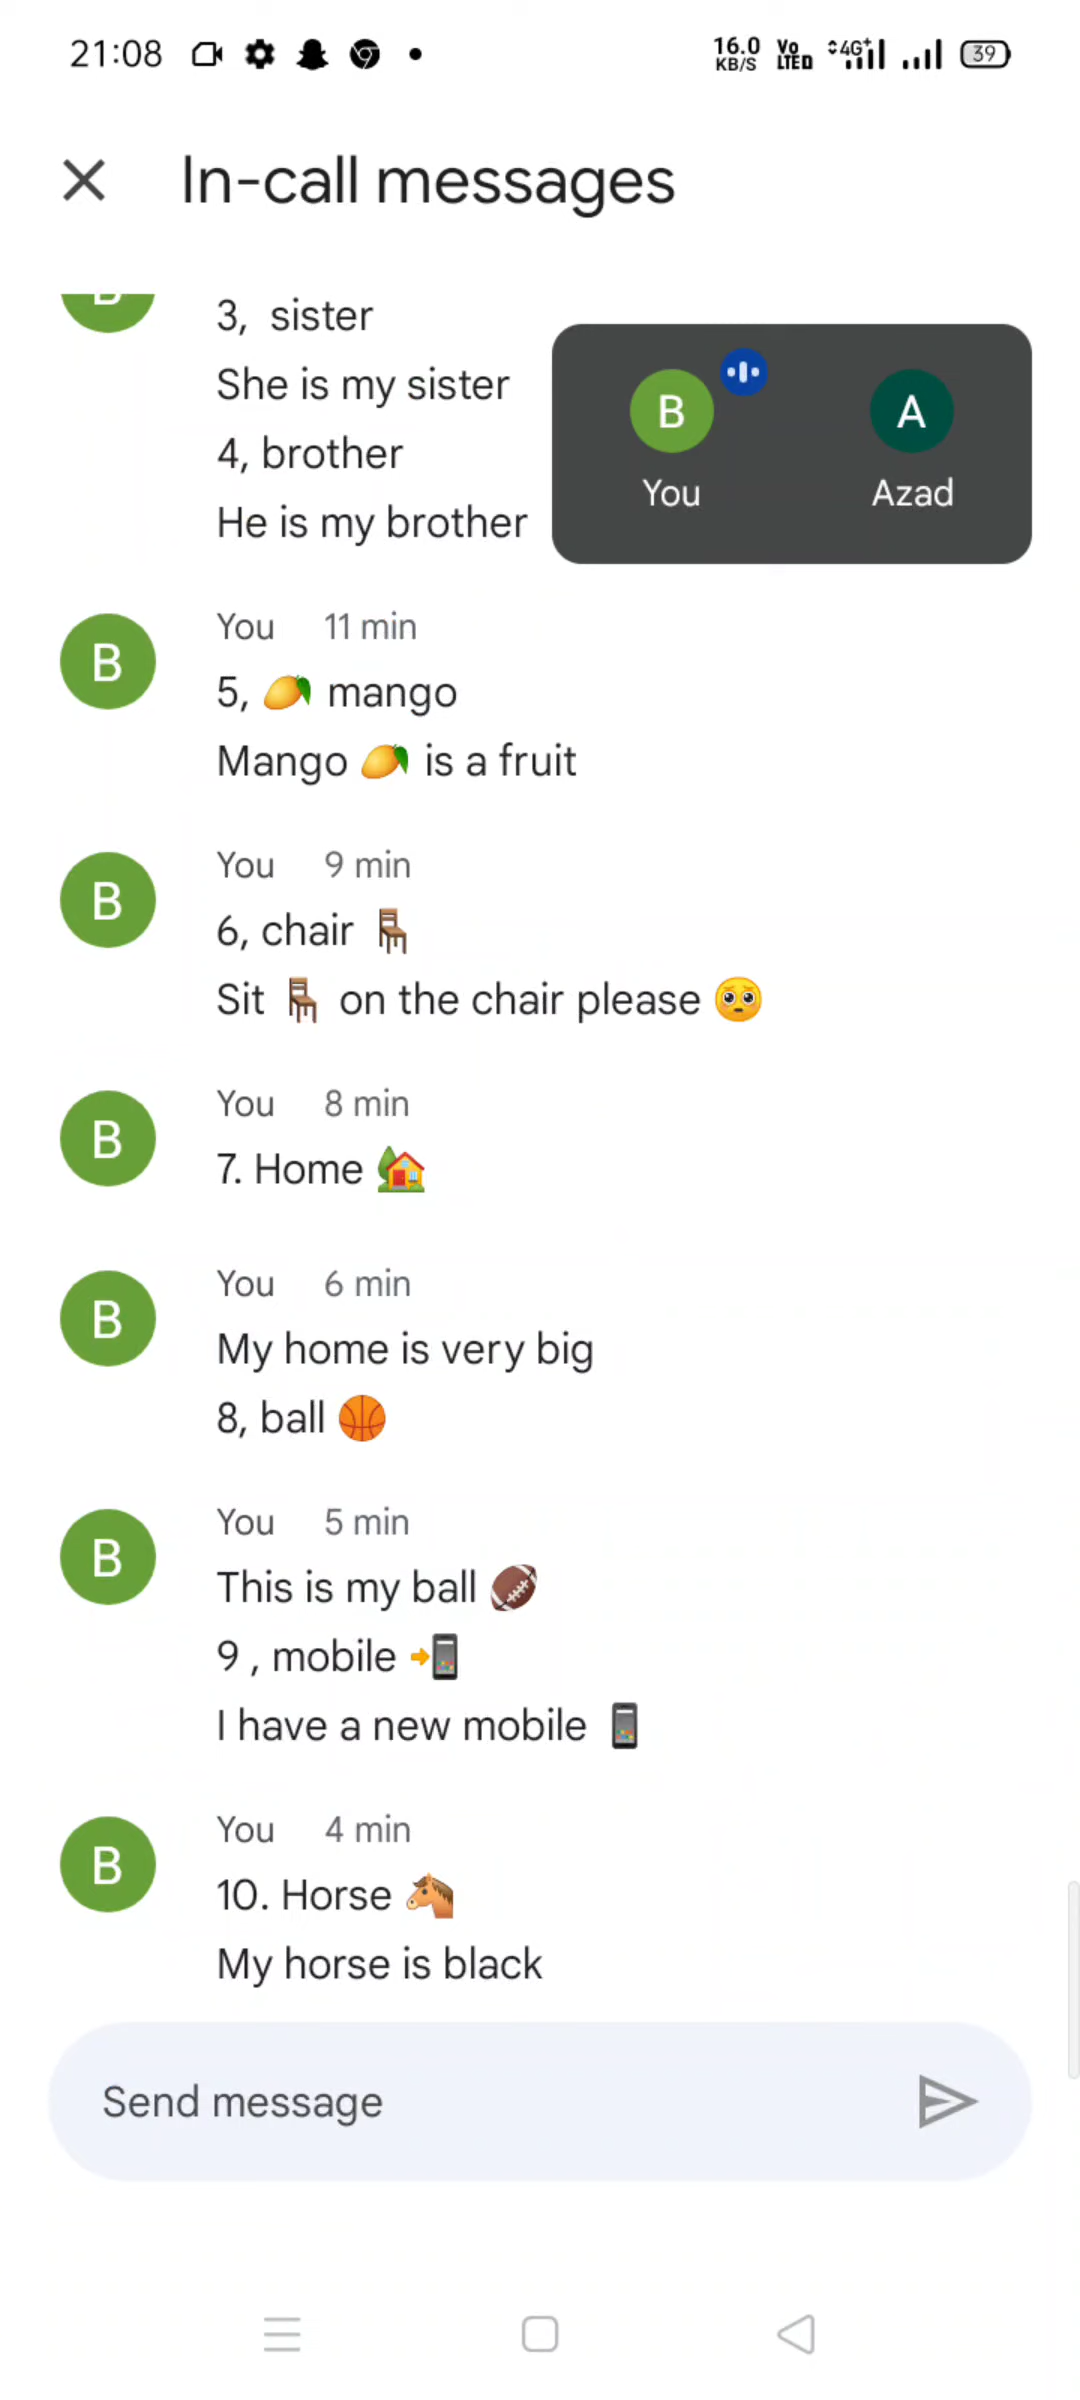 21:08
16.0 KB/S Vo LTE 4G+ 39
In-call messages
3, sister
She is my sister
4, brother
He is my brother
B
A
You
Azad
You 11 min
B
5, 🥭 mango
Mango 🥭 is a fruit
You 9 min
B
6, chair 🪑
Sit 🪑 on the chair please 🥺
You 8 min
B
7. Home 🏡
You 6 min
B
My home is very big
8, ball 🏀
You 5 min
B
This is my ball 🏈
9 , mobile 📲
I have a new mobile 📱
You 4 min
B
10. Horse 🐴
My horse is black
Send message